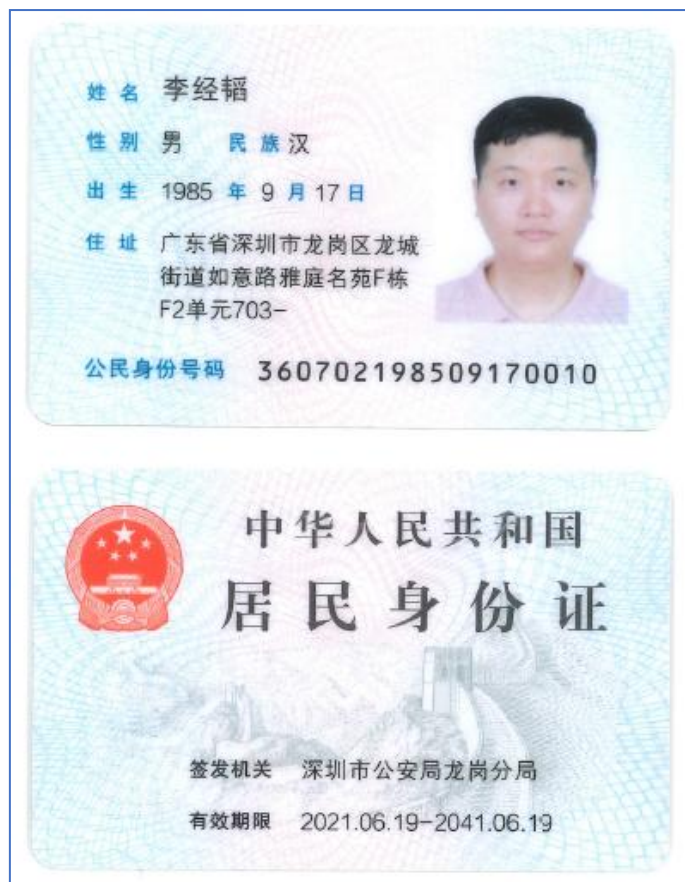 姓名 李经韬
性别 男 民族 汉
出生 1985 年 9 月 17 日
住址 广东省深圳市龙岗区龙城
街道如意路雅庭名苑F栋
F2单元703-
公民身份号码 360702198509170010
中华人民共和国
居民身份证
签发机关 深圳市公安局龙岗分局
有效期限 2021.06.19-2041.06.19